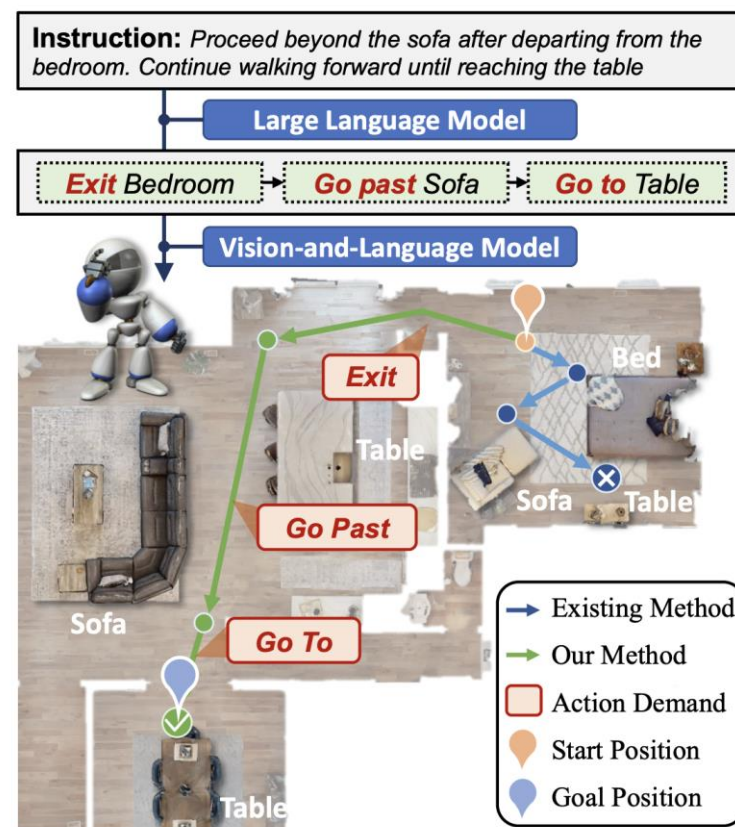 Instruction: Proceed beyond the sofa after departing from the
bedroom. Continue walking forward until reaching the table
Large Language Model
Exit Bedroom
Go past Sofa
Go to Table
Vision-and-Language Model
Bed
Exit
Table
Sofa
Table
Go Past
Sofa
Go To
Table
Existing Method
Our Method
Action Demand
Start Position
Goal Position